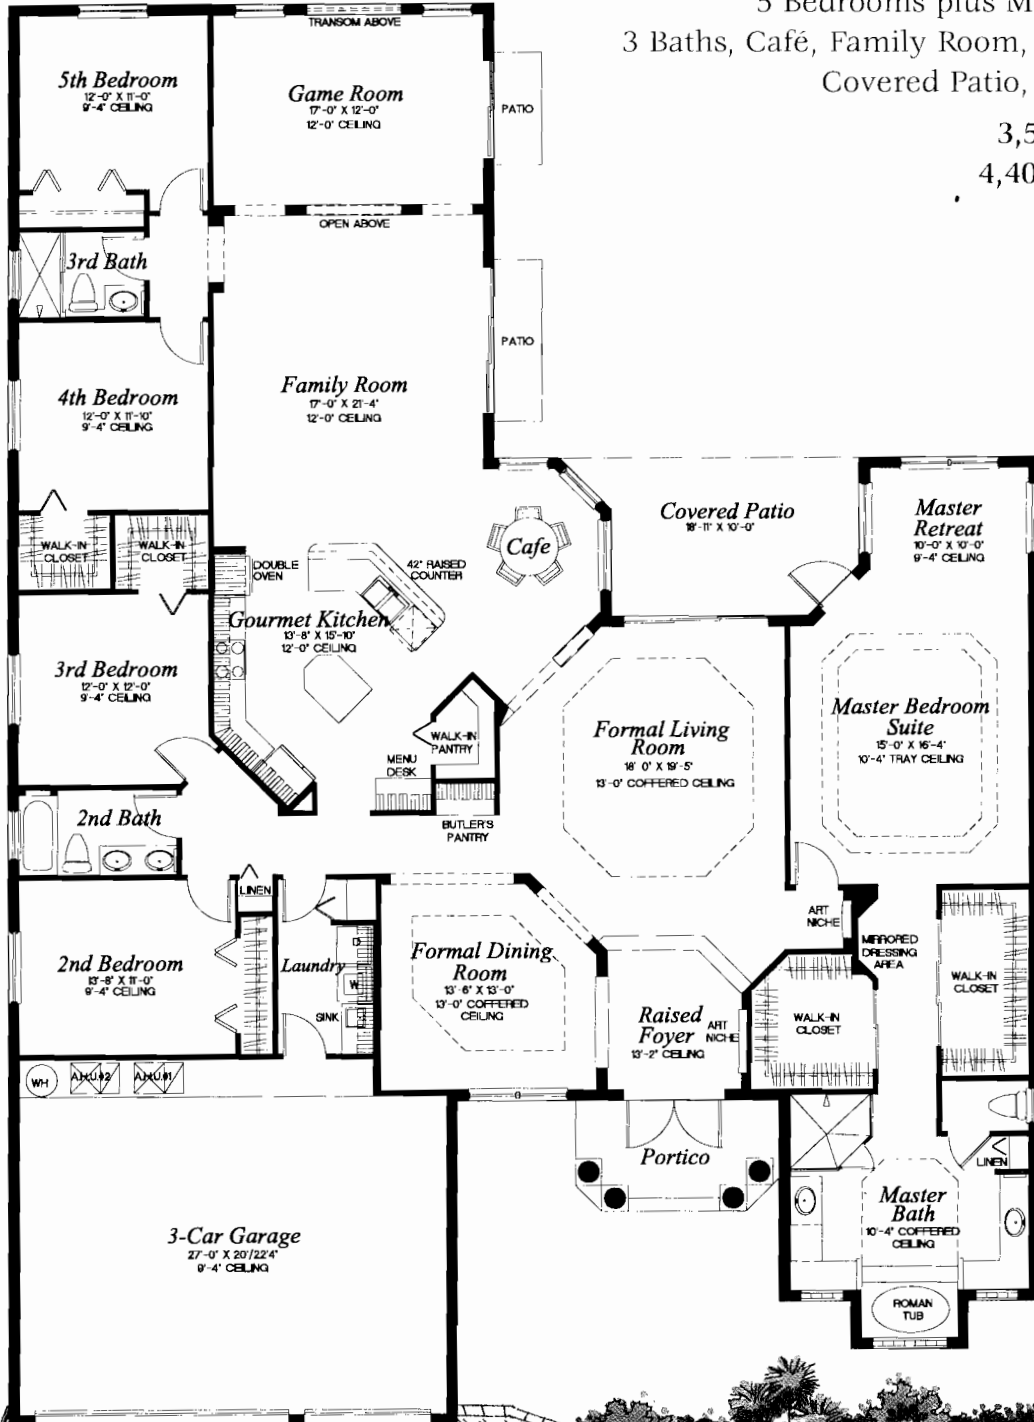 5 Bedrooms plus M
3 Baths, Café, Family Room,
Covered Patio,
3,5
4,40
TRANSOM ABOVE
5th Bedroom
12'-0" X 11'-0"
9'-4" CEILING
Game Room
17'-0" X 12'-0"
12'-0" CEILING
PATIO
OPEN ABOVE
3rd Bath
PATIO
Family Room
17'-0" X 21'-4"
12'-0" CEILING
4th Bedroom
12'-0" X 11'-10"
9'-4" CEILING
Covered Patio
18'-11" X 10'-0"
Master
Retreat
10'-0" X 10'-0"
9'-4" CEILING
Cafe
WALK-IN
CLOSET
WALK-IN
CLOSET
DOUBLE
OVEN
42" RAISED
COUNTER
Gourmet Kitchen
13'-8" X 15'-10"
12'-0" CEILING
3rd Bedroom
12'-0" X 12'-0"
9'-4" CEILING
Formal Living
Room
18' 0" X 19'-5"
13'-0" COFFERED CEILING
Master Bedroom
Suite
15'-0" X 16'-4"
10'-4" TRAY CEILING
WALK-IN
PANTRY
MENU
DESK
BUTLER'S
PANTRY
2nd Bath
LINEN
ART
NICHE
MIRRORED
DRESSING
AREA
2nd Bedroom
13'-8" X 11'-0"
9'-4" CEILING
Laundry
D
W
SINK
Formal Dining
Room
13'-6" X 13'-0"
13'-0" COFFERED
CEILING
Raised
Foyer
13'-2" CEILING
ART
NICHE
WALK-IN
CLOSET
WALK-IN
CLOSET
WH
A.H.U.#2
A.H.U.#1
Portico
LINEN
Master
Bath
10'-4" COFFERED
CEILING
3-Car Garage
27'-0" X 20'/22'4"
9'-4" CEILING
ROMAN
TUB